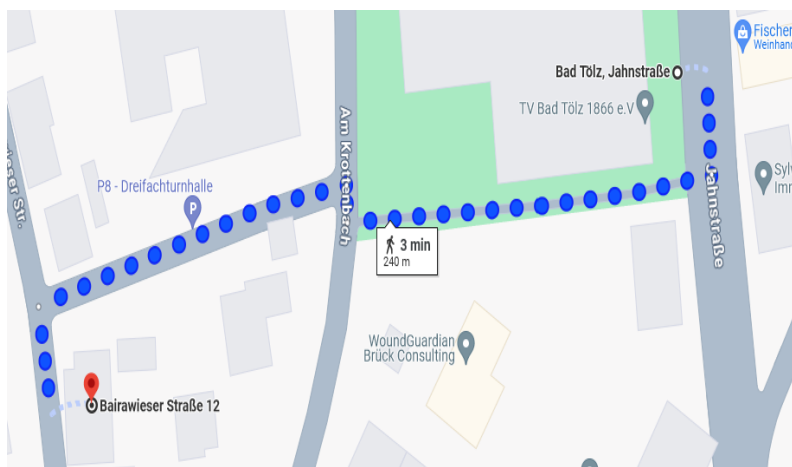 Fischer
Weinhand
Bad Tölz, Jahnstraße
TV Bad Tölz 1866 e.V
Am Krottenbach
Jahnstraße
Syl
Imm
P8 - Dreifachturnhalle
P
ieser Str.
3 min
240 m
WoundGuardian
Brück Consulting
Bairawieser Straße 12